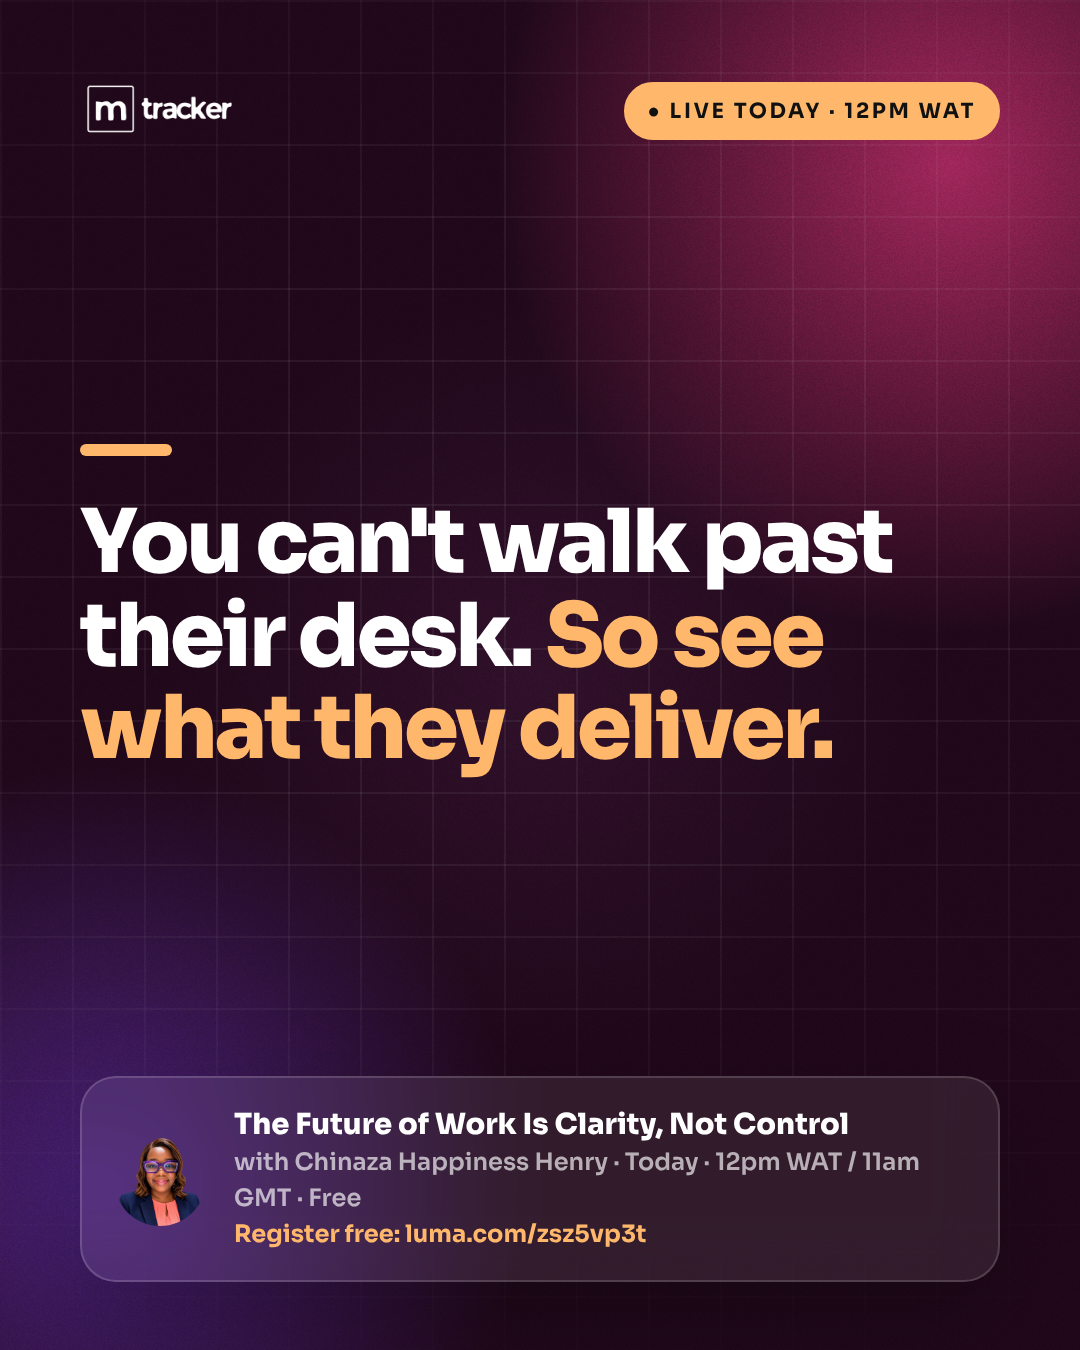 m tracker
• LIVE TODAY · 12PM WAT
You can't walk past
their desk. So see
what they deliver.
The Future of Work Is Clarity, Not Control
with Chinaza Happiness Henry · Today · 12pm WAT / 11am
GMT · Free
Register free: luma.com/zsz5vp3t